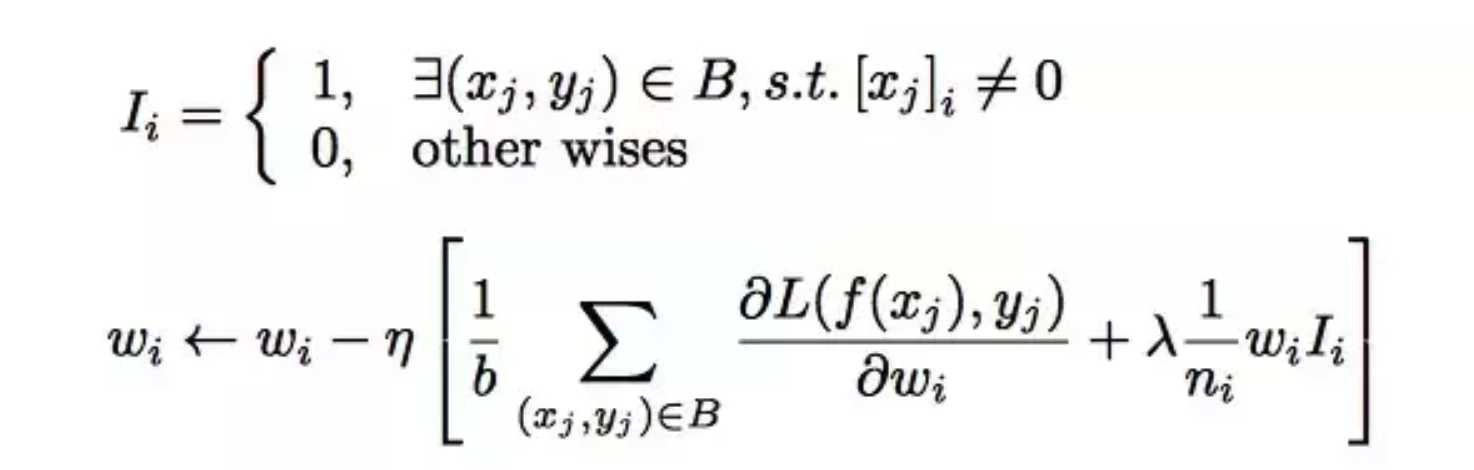 I_i = { 1, ∃(x_j, y_j) ∈ B, s.t. [x_j]_i ≠ 0
0, other wises
w_i ← w_i − η [ 1/b ∑_{(x_j,y_j)∈B} ∂L(f(x_j), y_j)/∂w_i + λ 1/n_i w_i I_i ]